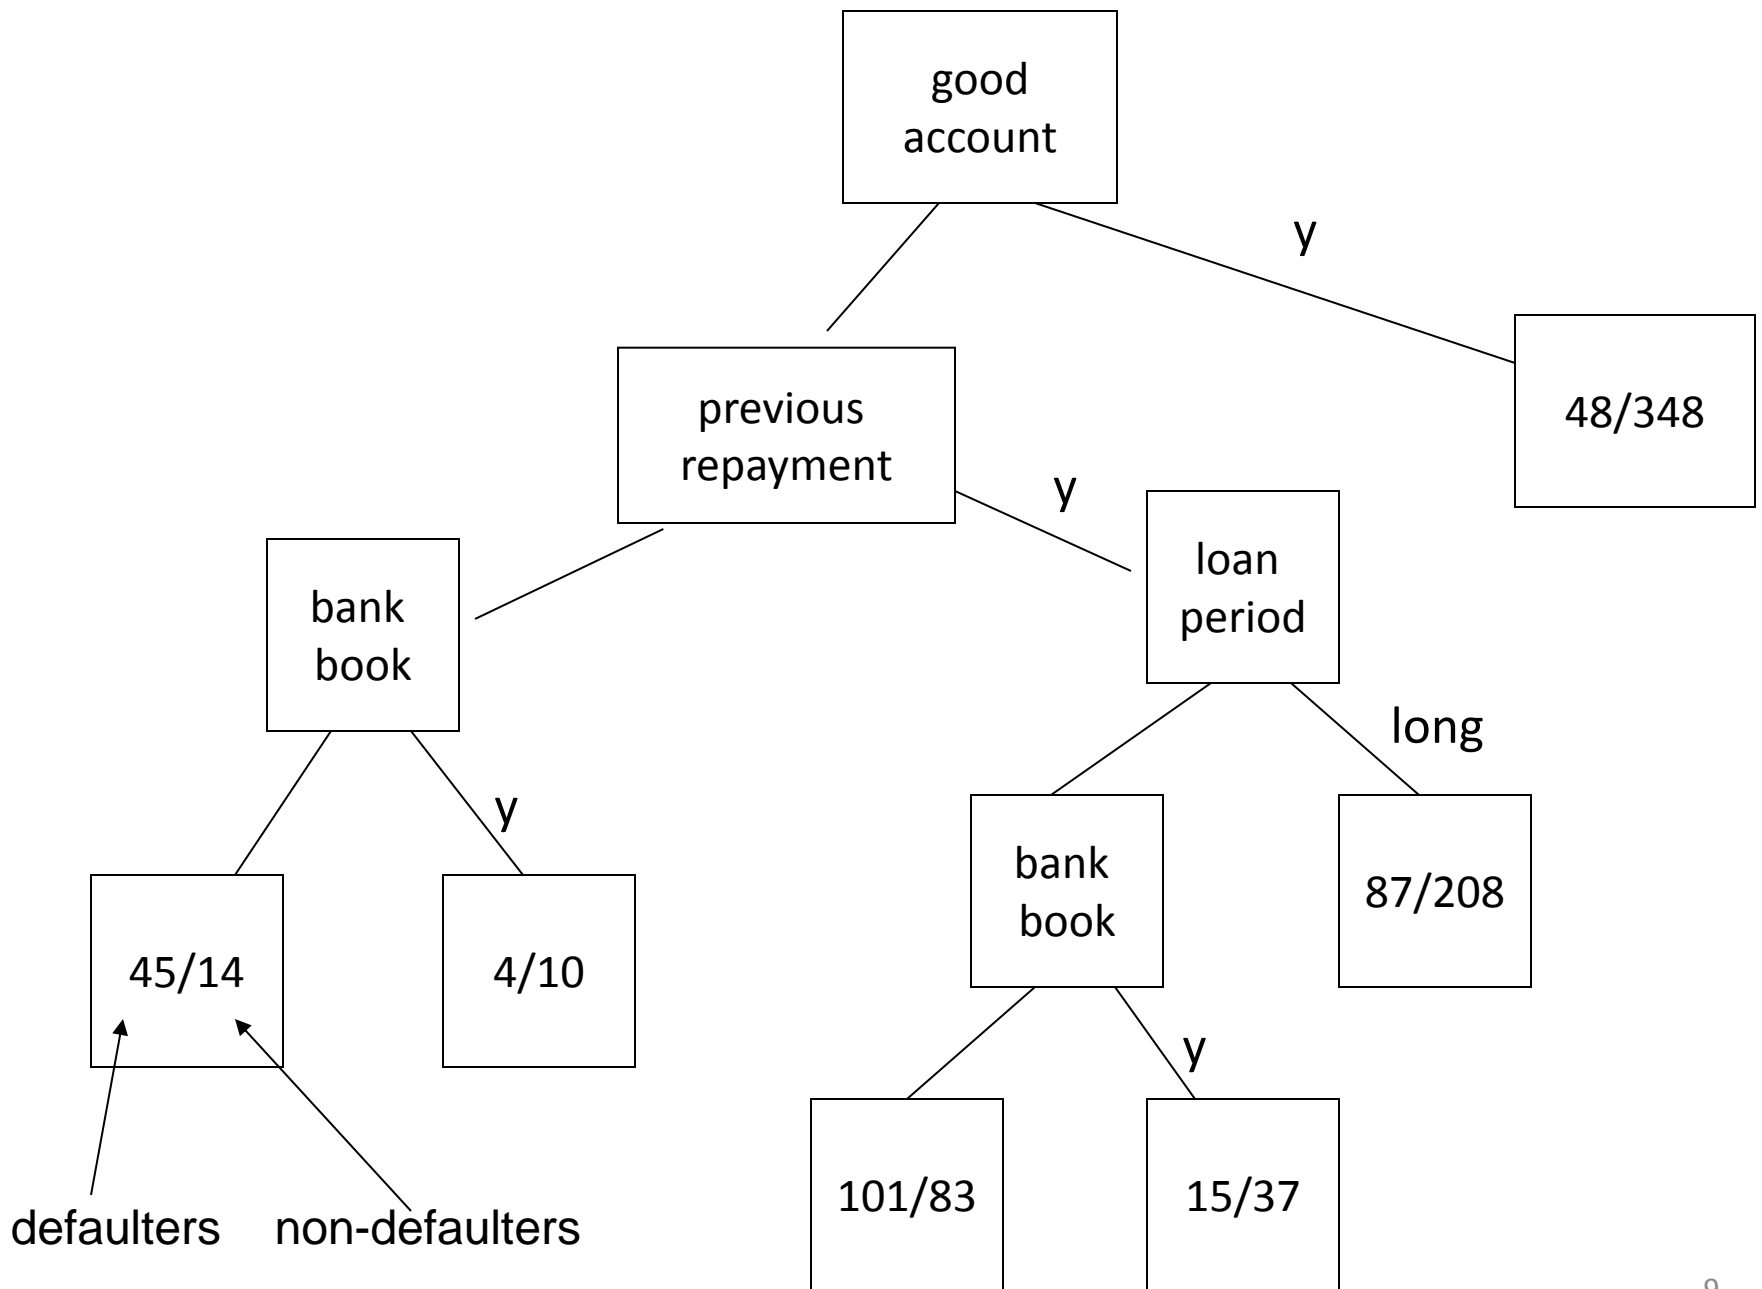 good
account
y
48/348
previous
repayment
y
loan
period
bank
book
long
y
bank
book
87/208
45/14
4/10
y
101/83
15/37
defaulters
non-defaulters